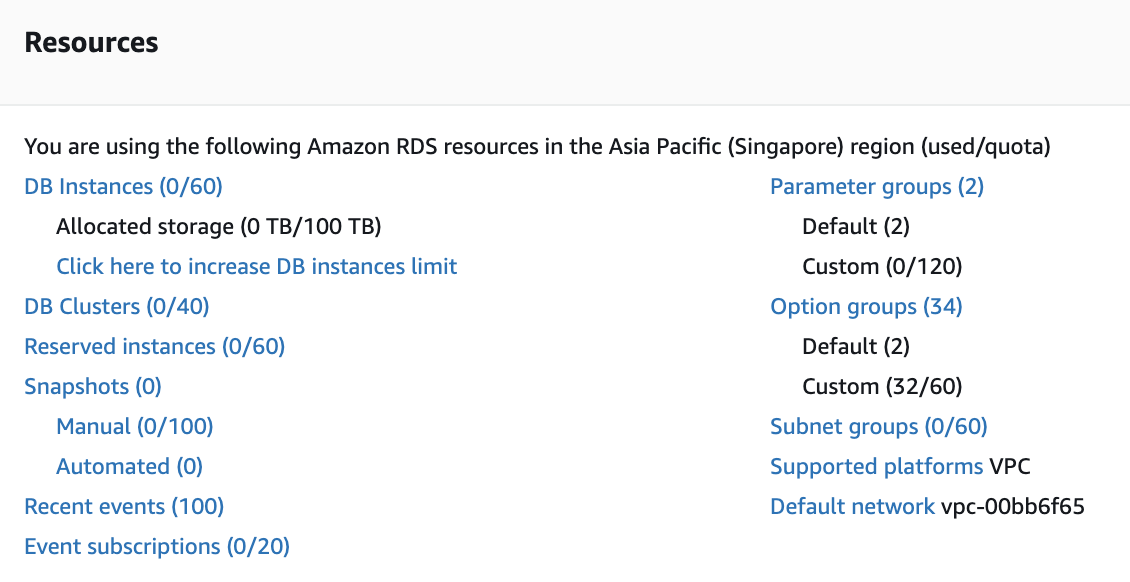 Resources
You are using the following Amazon RDS resources in the Asia Pacific (Singapore) region (used/quota)
DB Instances (0/60)
Allocated storage (0 TB/100 TB)
Click here to increase DB instances limit
DB Clusters (0/40)
Reserved instances (0/60)
Snapshots (0)
Manual (0/100)
Automated (0)
Recent events (100)
Event subscriptions (0/20)
Parameter groups (2)
Default (2)
Custom (0/120)
Option groups (34)
Default (2)
Custom (32/60)
Subnet groups (0/60)
Supported platforms VPC
Default network vpc-00bb6f65